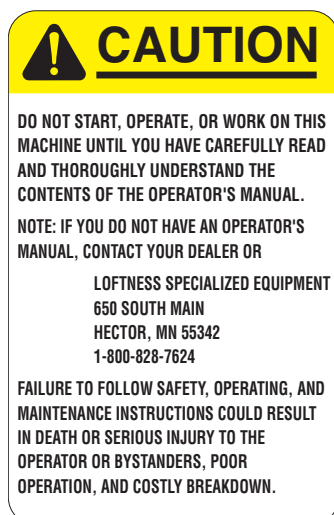 CAUTION
DO NOT START, OPERATE, OR WORK ON THIS
MACHINE UNTIL YOU HAVE CAREFULLY READ
AND THOROUGHLY UNDERSTAND THE
CONTENTS OF THE OPERATOR'S MANUAL.
NOTE: IF YOU DO NOT HAVE AN OPERATOR'S
MANUAL, CONTACT YOUR DEALER OR
LOFTNESS SPECIALIZED EQUIPMENT
650 SOUTH MAIN
HECTOR, MN 55342
1-800-828-7624
FAILURE TO FOLLOW SAFETY, OPERATING, AND
MAINTENANCE INSTRUCTIONS COULD RESULT
IN DEATH OR SERIOUS INJURY TO THE
OPERATOR OR BYSTANDERS, POOR
OPERATION, AND COSTLY BREAKDOWN.